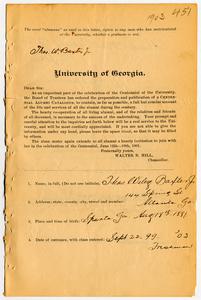 1903 451
The word "alumnus" as used in this letter, refers to any man who has matriculated at the University, whether a graduate or not.
Thos. W. Baxter Jr
University of Georgia.
DEAR SIR:
As an important part of the celebration of the Centennial of the University, the Board of Trustees has ordered the preparation and publication of a CENTENNIAL ALUMNI CATALOGUE, to contain, as far as possible, a full but concise account of the life and services of all the alumni during the century.
The cooperation of all living alumni, and of the relatives and friends of all deceased, is necessary to the success of the undertaking. Your prompt and careful attention to the inquiries set forth below will be a real service to the University, and will be most cordially appreciated. If you are not able to give the information under any head, please leave the space blank, as it may be filled by others.
The class motto again extends to all alumni a hearty invitation to join with her in the celebration of the Centennial, June 12th-19th, 1901.
Fraternally yours,
WALTER B. HILL,
Chancellor.
1. Name, in full, (Do not use initials), Thos Wiley Baxter Jr.
144 Spring St.
2. Address; state, county, city, street and number: Atlanta, Ga
3. Place and time of birth: Sparta Ga Aug 18th 1881
4. Date of entrance, with class entered: Sept 22. 99. '03
Freshman